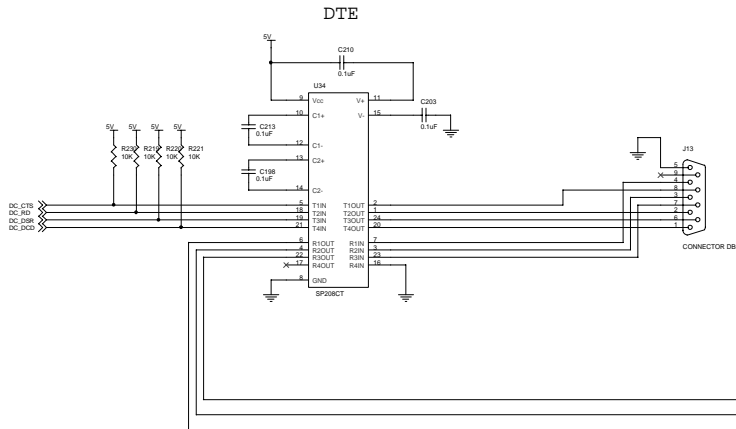 DTE
5V
C210
0.1uF
U34
9 Vcc V+ 11
10 C1+ V- 15
C203
0.1uF
C213
0.1uF
12 C1-
13 C2+
C198
0.1uF
14 C2-
5V 5V 5V 5V
R230 R219 R220 R221
10K 10K 10K 10K
J13
5
9
4
8
3
7
2
6
1
CONNECTOR DB
DC_CTS 5 T1IN T1OUT 2
DC_RD 18 T2IN T2OUT 1
DC_DSR 19 T3IN T3OUT 24
DC_DCD 21 T4IN T4OUT 20
6 R1OUT R1IN 7
4 R2OUT R2IN 3
22 R3OUT R3IN 23
17 R4OUT R4IN 16
8 GND
SP208CT